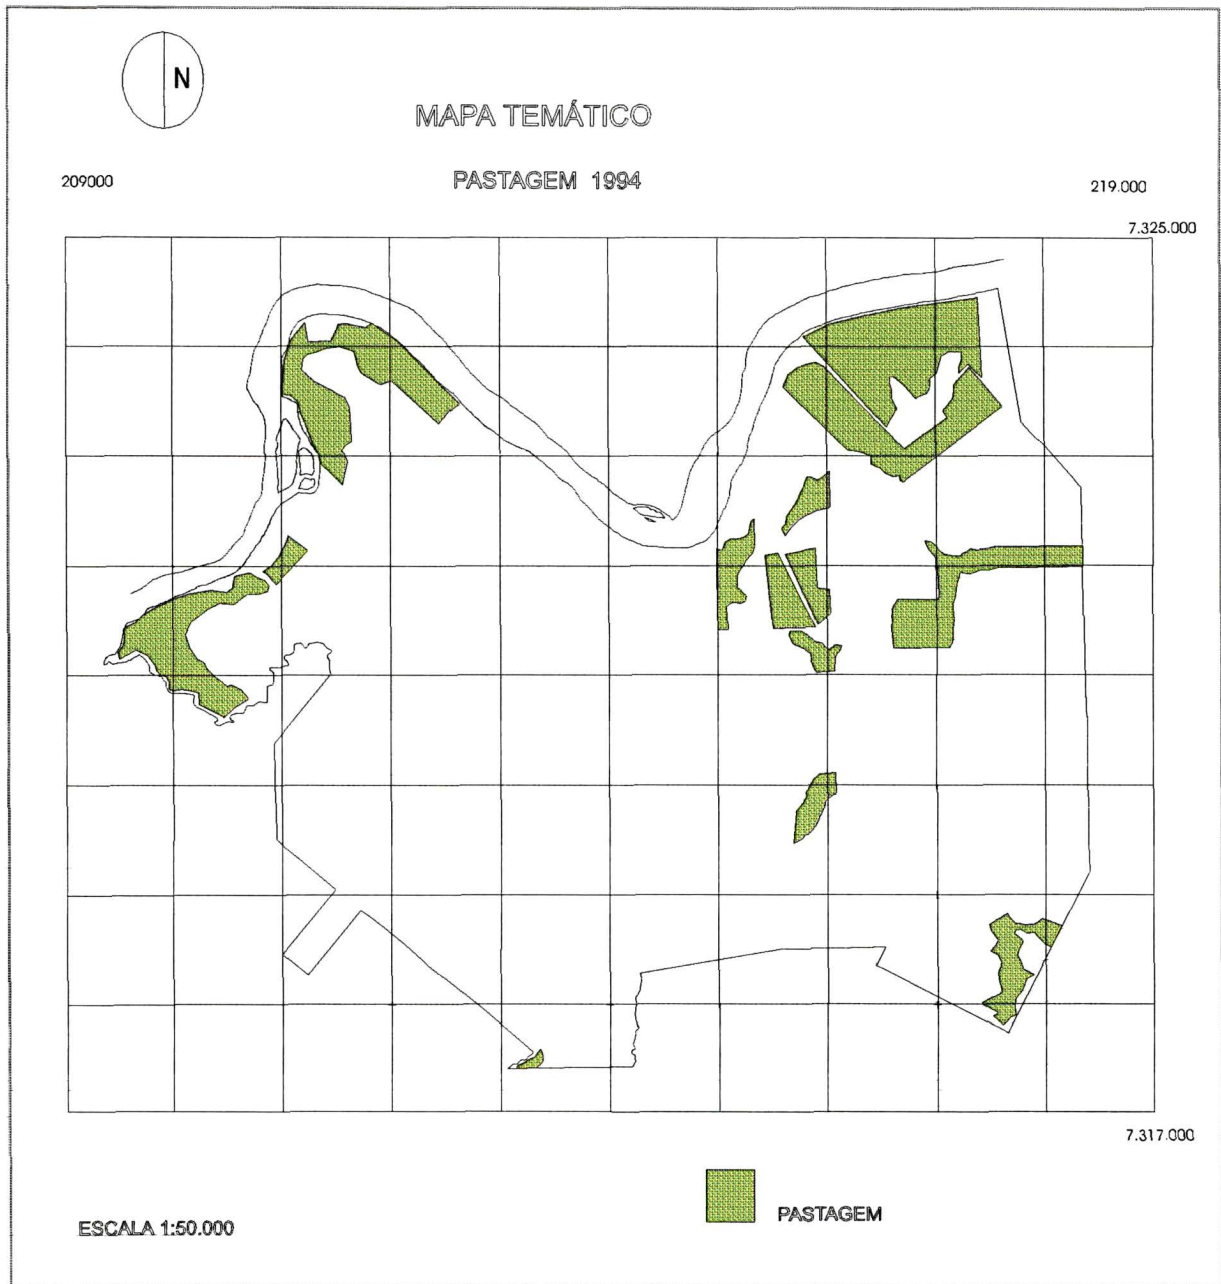 N
MAPA TEMÁTICO
PASTAGEM 1994
209000
219.000
7.325.000
7.317.000
PASTAGEM
ESCALA 1:50.000